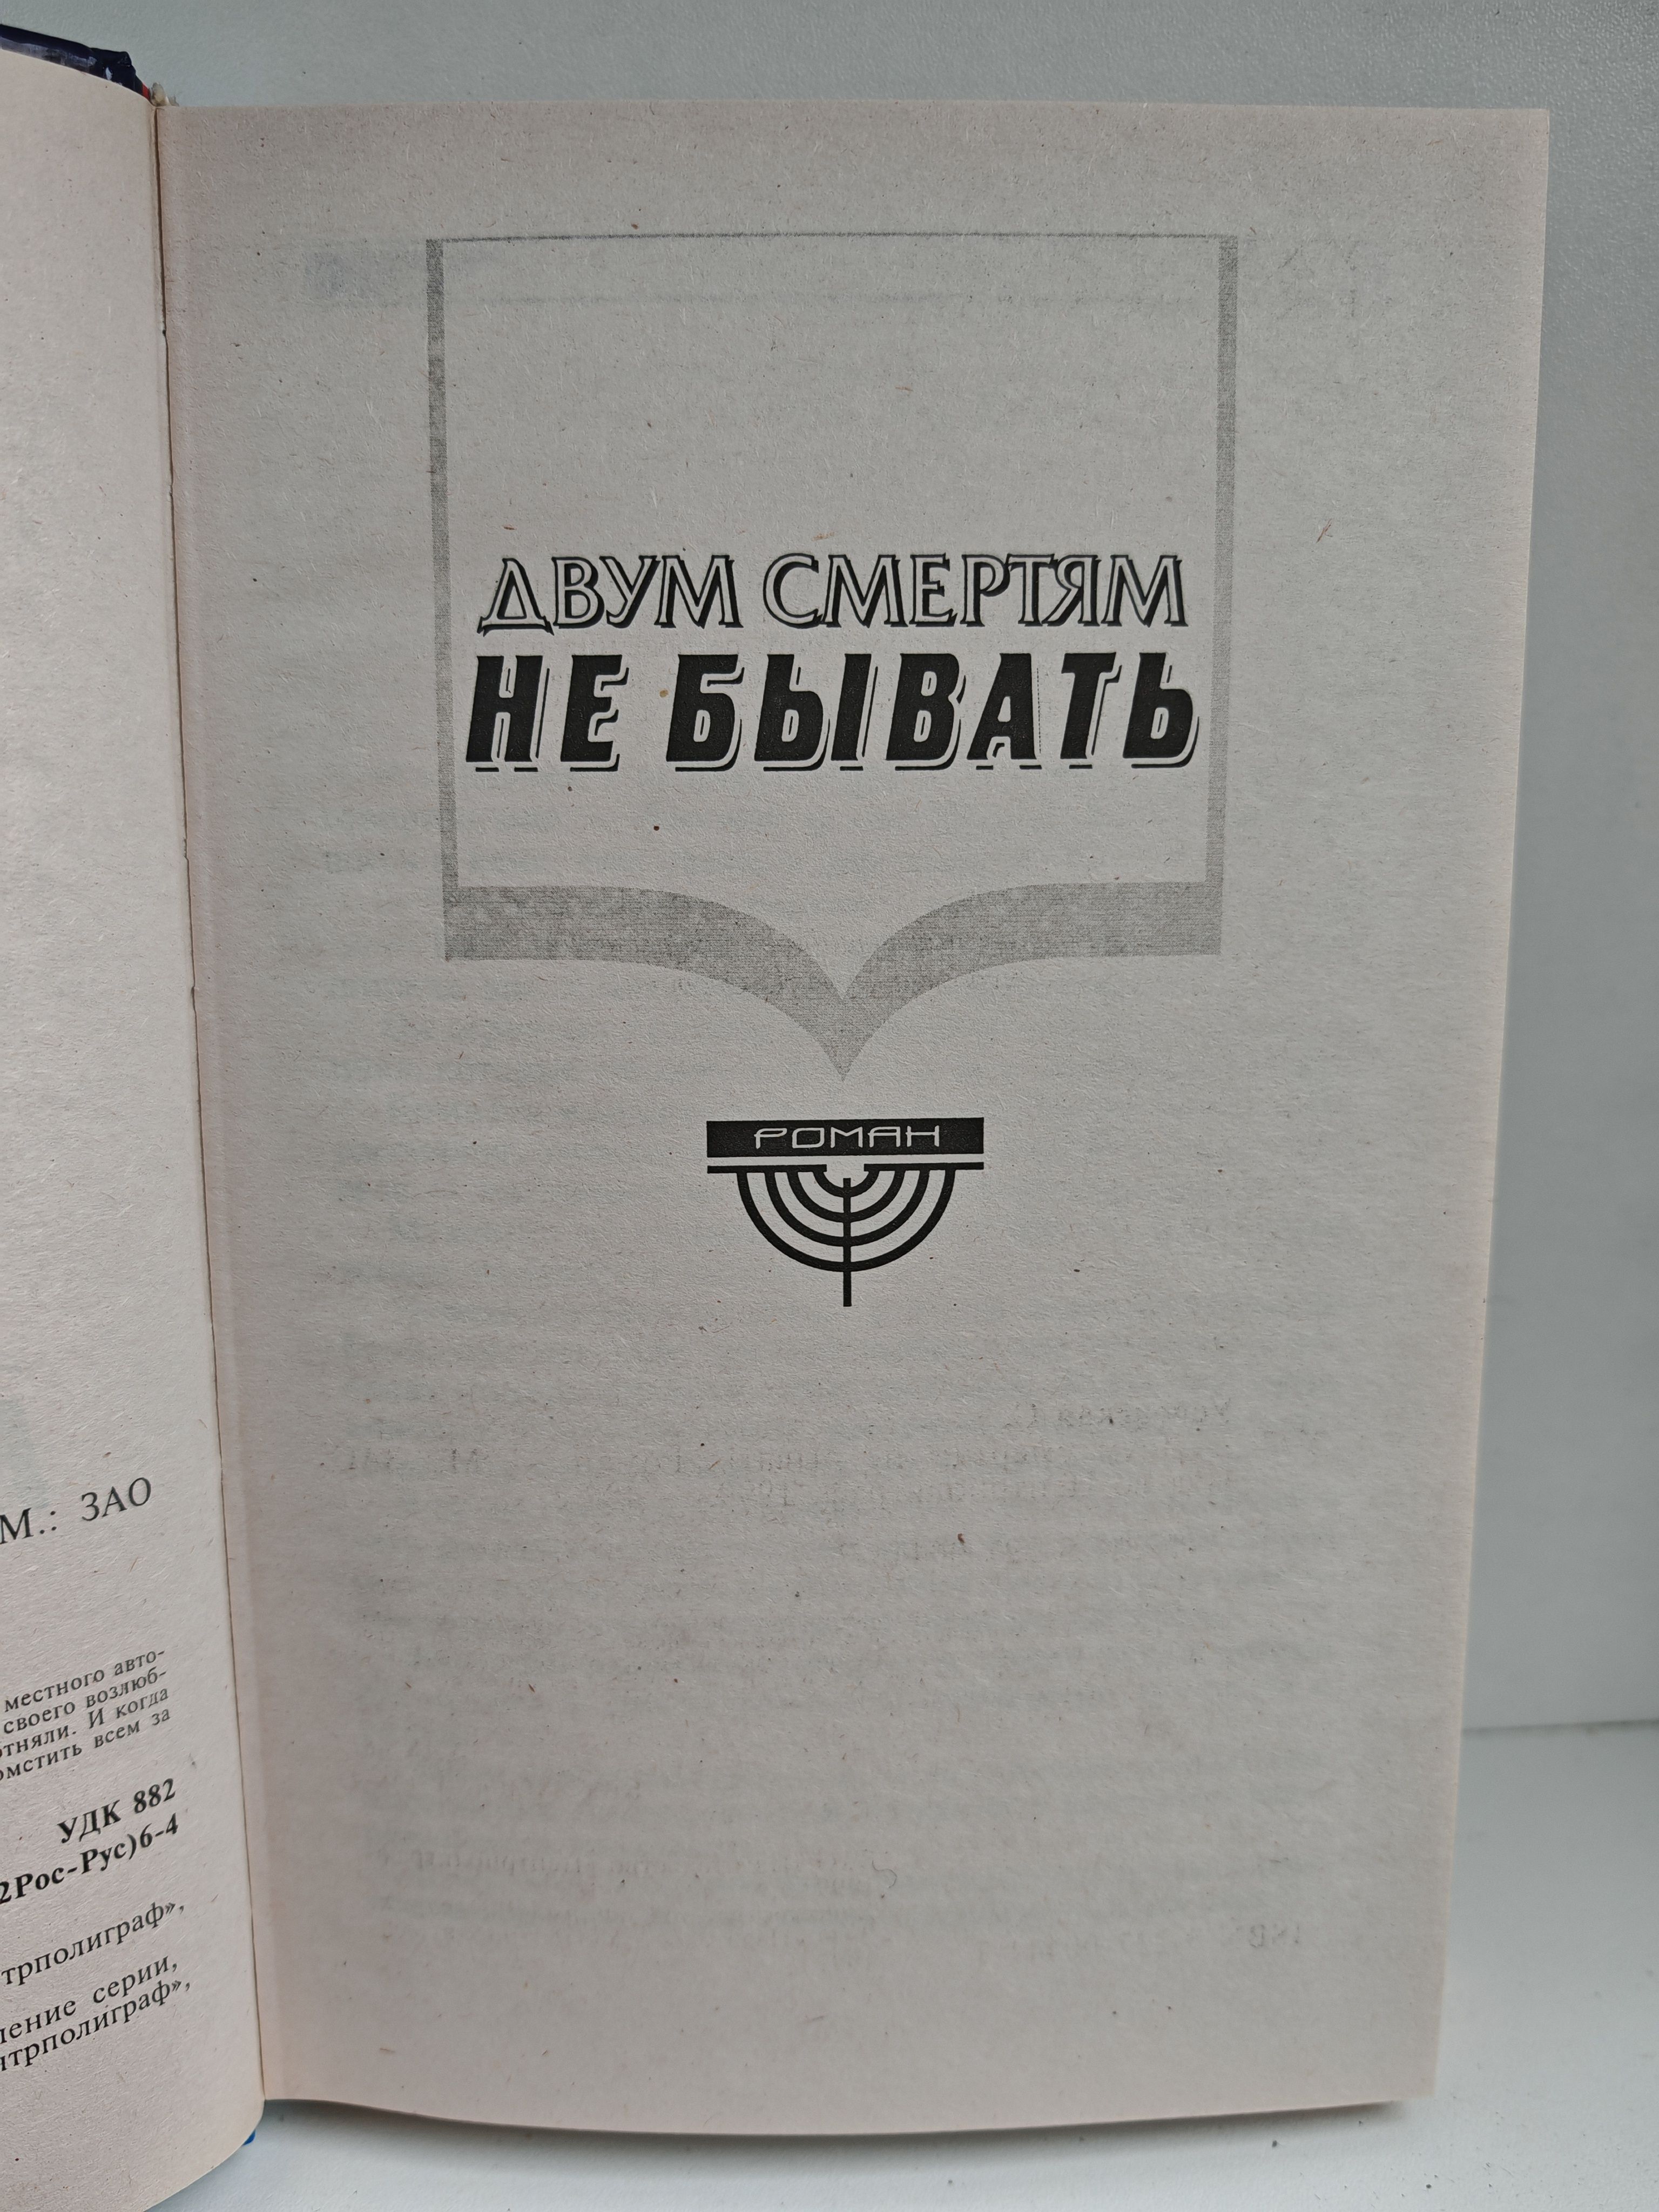 М.: ЗАО
местного авто-
своего возлюб-
отняли. И когда
омстить всем за
УДК 882
2Рос-Рус)6-4
трполиграф»,
ление серии,
нтрполиграф»,
ДВУМ СМЕРТЯМ
НЕ БЫВАТЬ
РОМАН